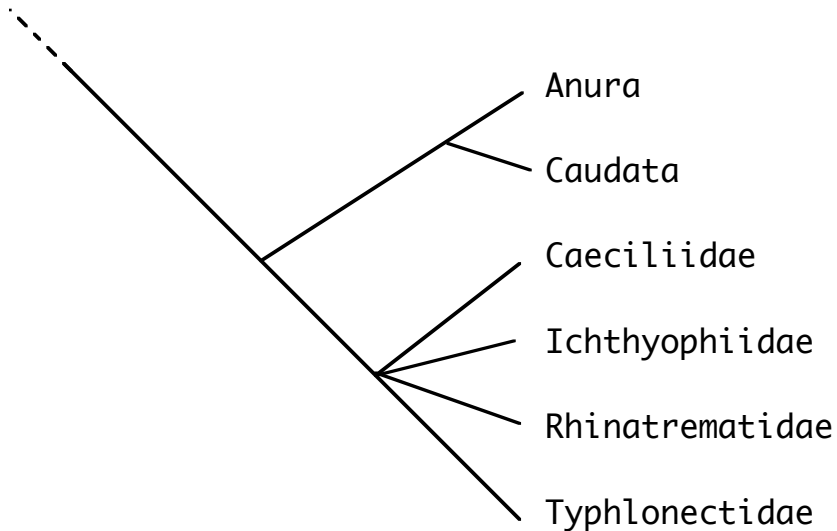 Anura
Caudata
Caeciliidae
Ichthyophiidae
Rhinatrematidae
Typhlonectidae